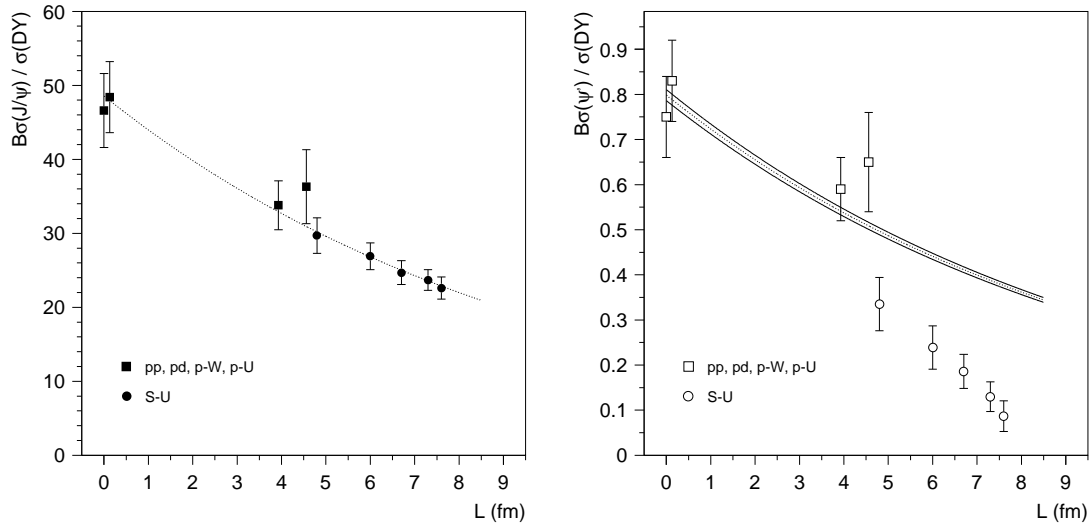 Bσ(J/ψ) / σ(DY)
60
50
40
30
20
10
0
pp, pd, p-W, p-U
S-U
0 1 2 3 4 5 6 7 8 9
L (fm)
Bσ(ψ') / σ(DY)
0.9
0.8
0.7
0.6
0.5
0.4
0.3
0.2
0.1
0
pp, pd, p-W, p-U
S-U
0 1 2 3 4 5 6 7 8 9
L (fm)